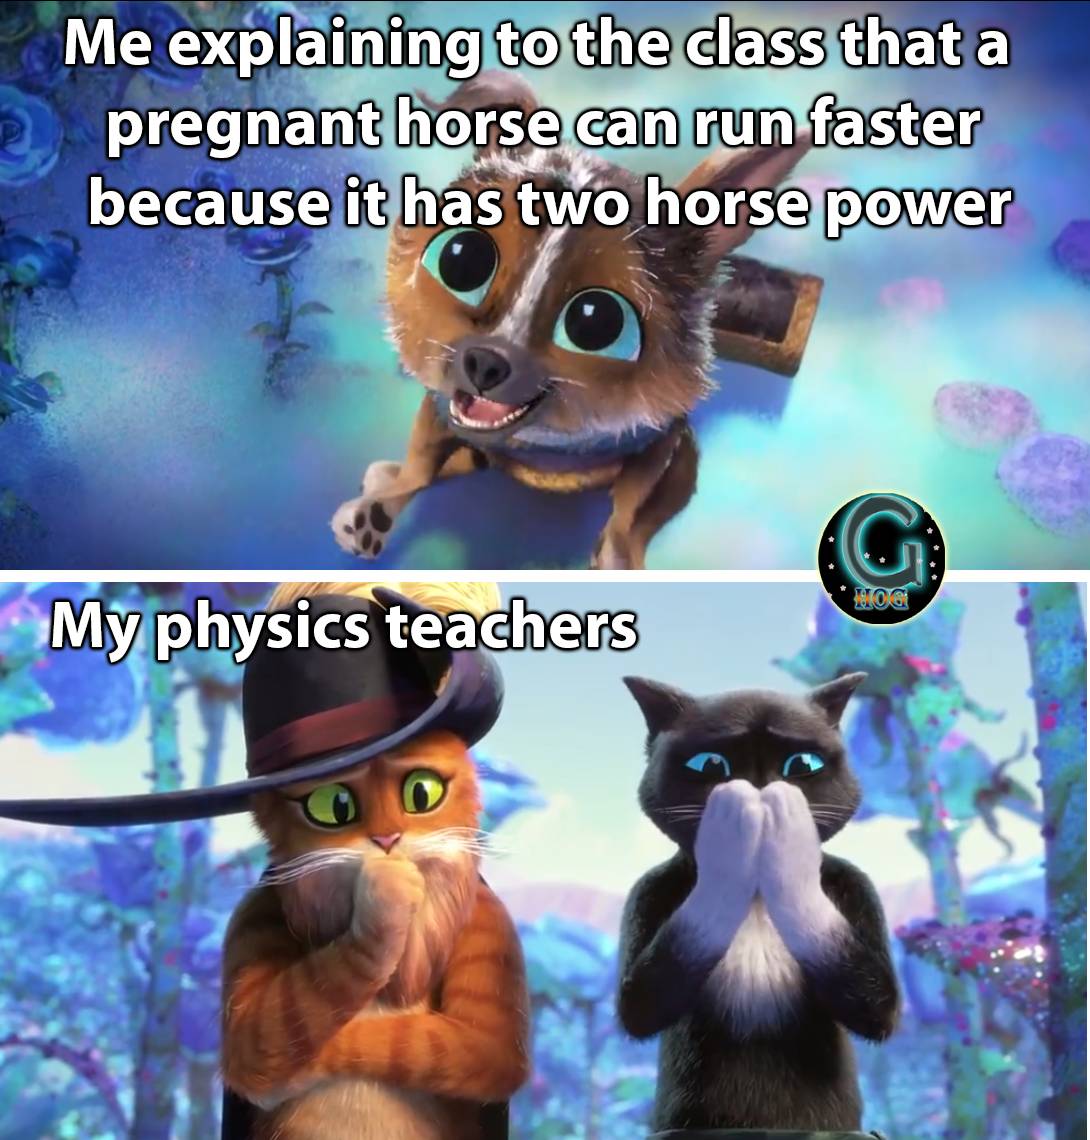 Me explaining to the class that a
pregnant horse can run faster
because it has two horse power
G
HOG
My physics teachers